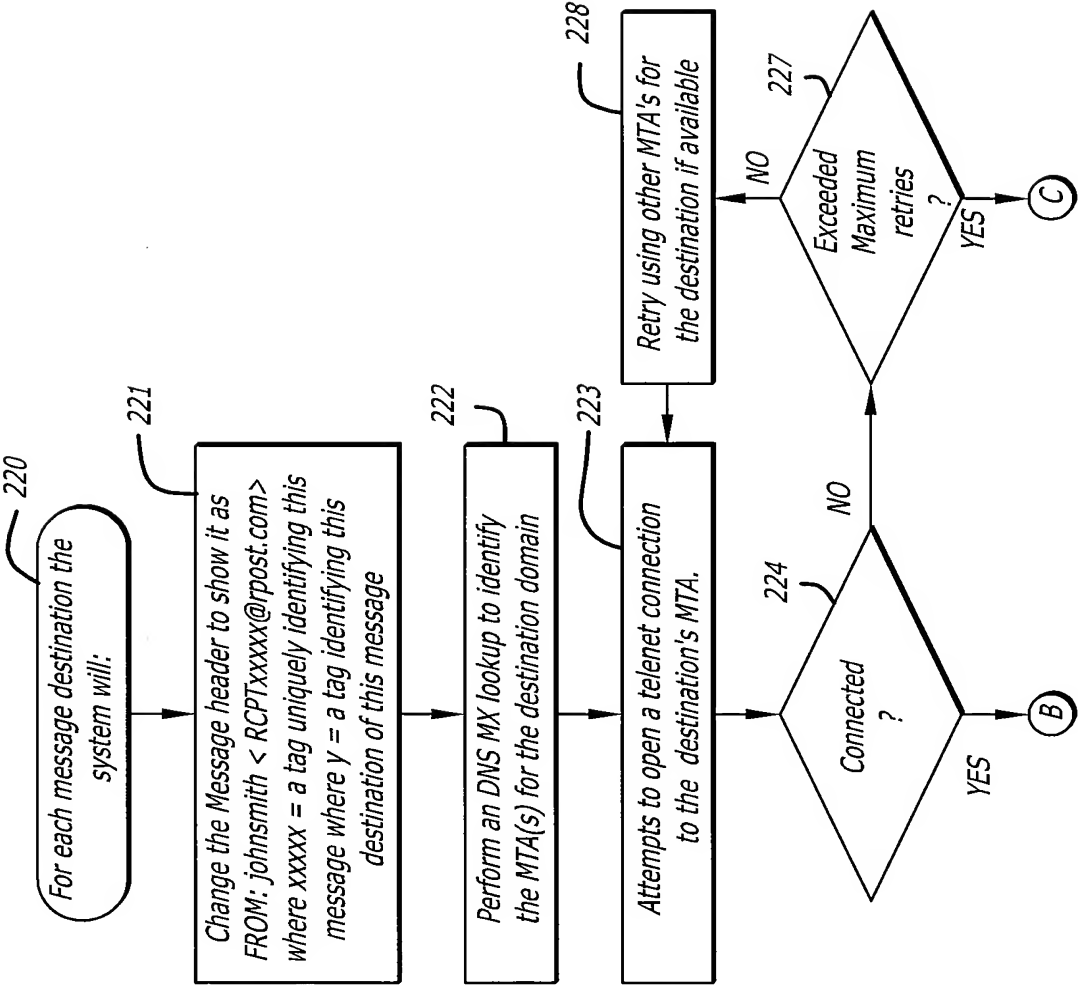 220
For each message destination the
system will:
221
Change the Message header to show it as
FROM: johnsmith < RCPTxxxxx@rpost.com>
where xxxxx = a tag uniquely identifying this
message where y = a tag identifying this
destination of this message
222
Perform an DNS MX lookup to identify
the MTA(s) for the destination domain
223
Attempts to open a telenet connection
to the destination's MTA.
228
Retry using other MTA's for
the destination if available
224
Connected
?
NO
YES
B
227
Exceeded
Maximum
retries
?
NO
YES
C